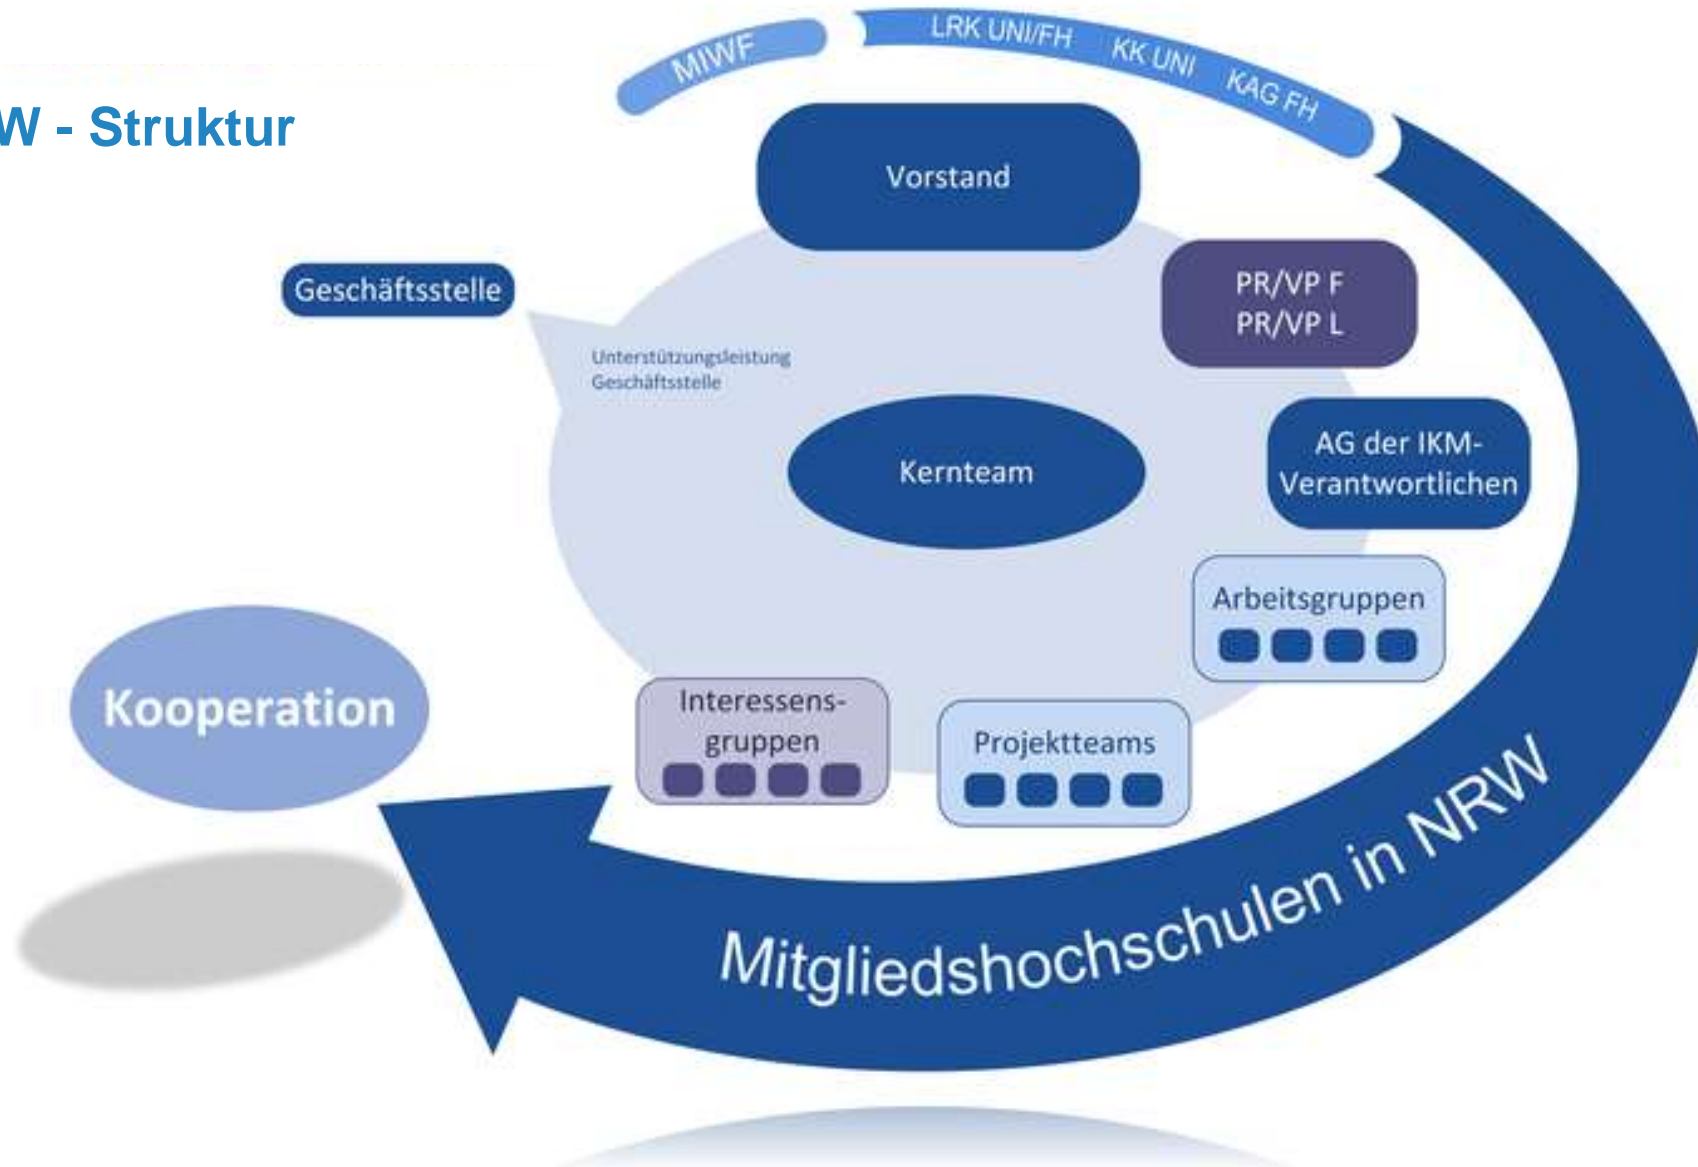 W - Struktur
MIWF
LRK UNI/FH KK UNI KAG FH
Vorstand
Geschäftsstelle
PR/VP F
PR/VP L
Unterstützungsleistung
Geschäftsstelle
Kernteam
AG der IKM-
Verantwortlichen
Arbeitsgruppen
Kooperation
Interessens-
gruppen
Projektteams
Mitgliedshochschulen in NRW